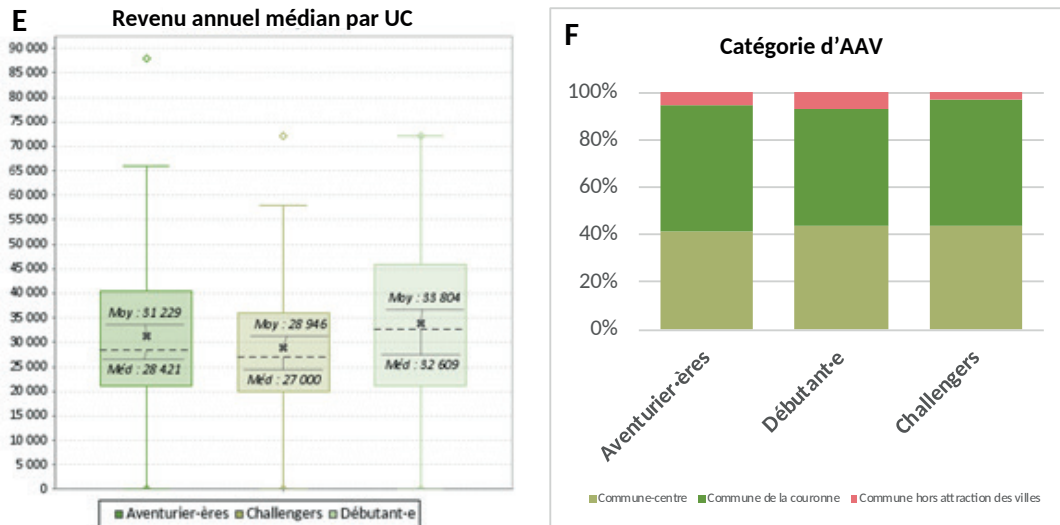 E
Revenu annuel médian par UC
90 000
85 000
80 000
75 000
70 000
65 000
60 000
55 000
50 000
45 000
40 000
35 000
30 000
25 000
20 000
15 000
10 000
5 000
0
Moy : 31 229
Méd : 28 421
Moy : 28 946
Méd : 27 000
Moy : 33 804
Méd : 32 609
Aventurier-ères Challengers Débutant-e
F
Catégorie d'AAV
100%
80%
60%
40%
20%
0%
Aventurier·ères
Débutant·e
Challengers
Commune-centre Commune de la couronne Commune hors attraction des villes